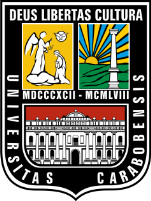 DEUS LIBERTAS CULTURA
MDCCCXCII - MCMLVIII
UNIVERSITAS
CARABOBENSIS